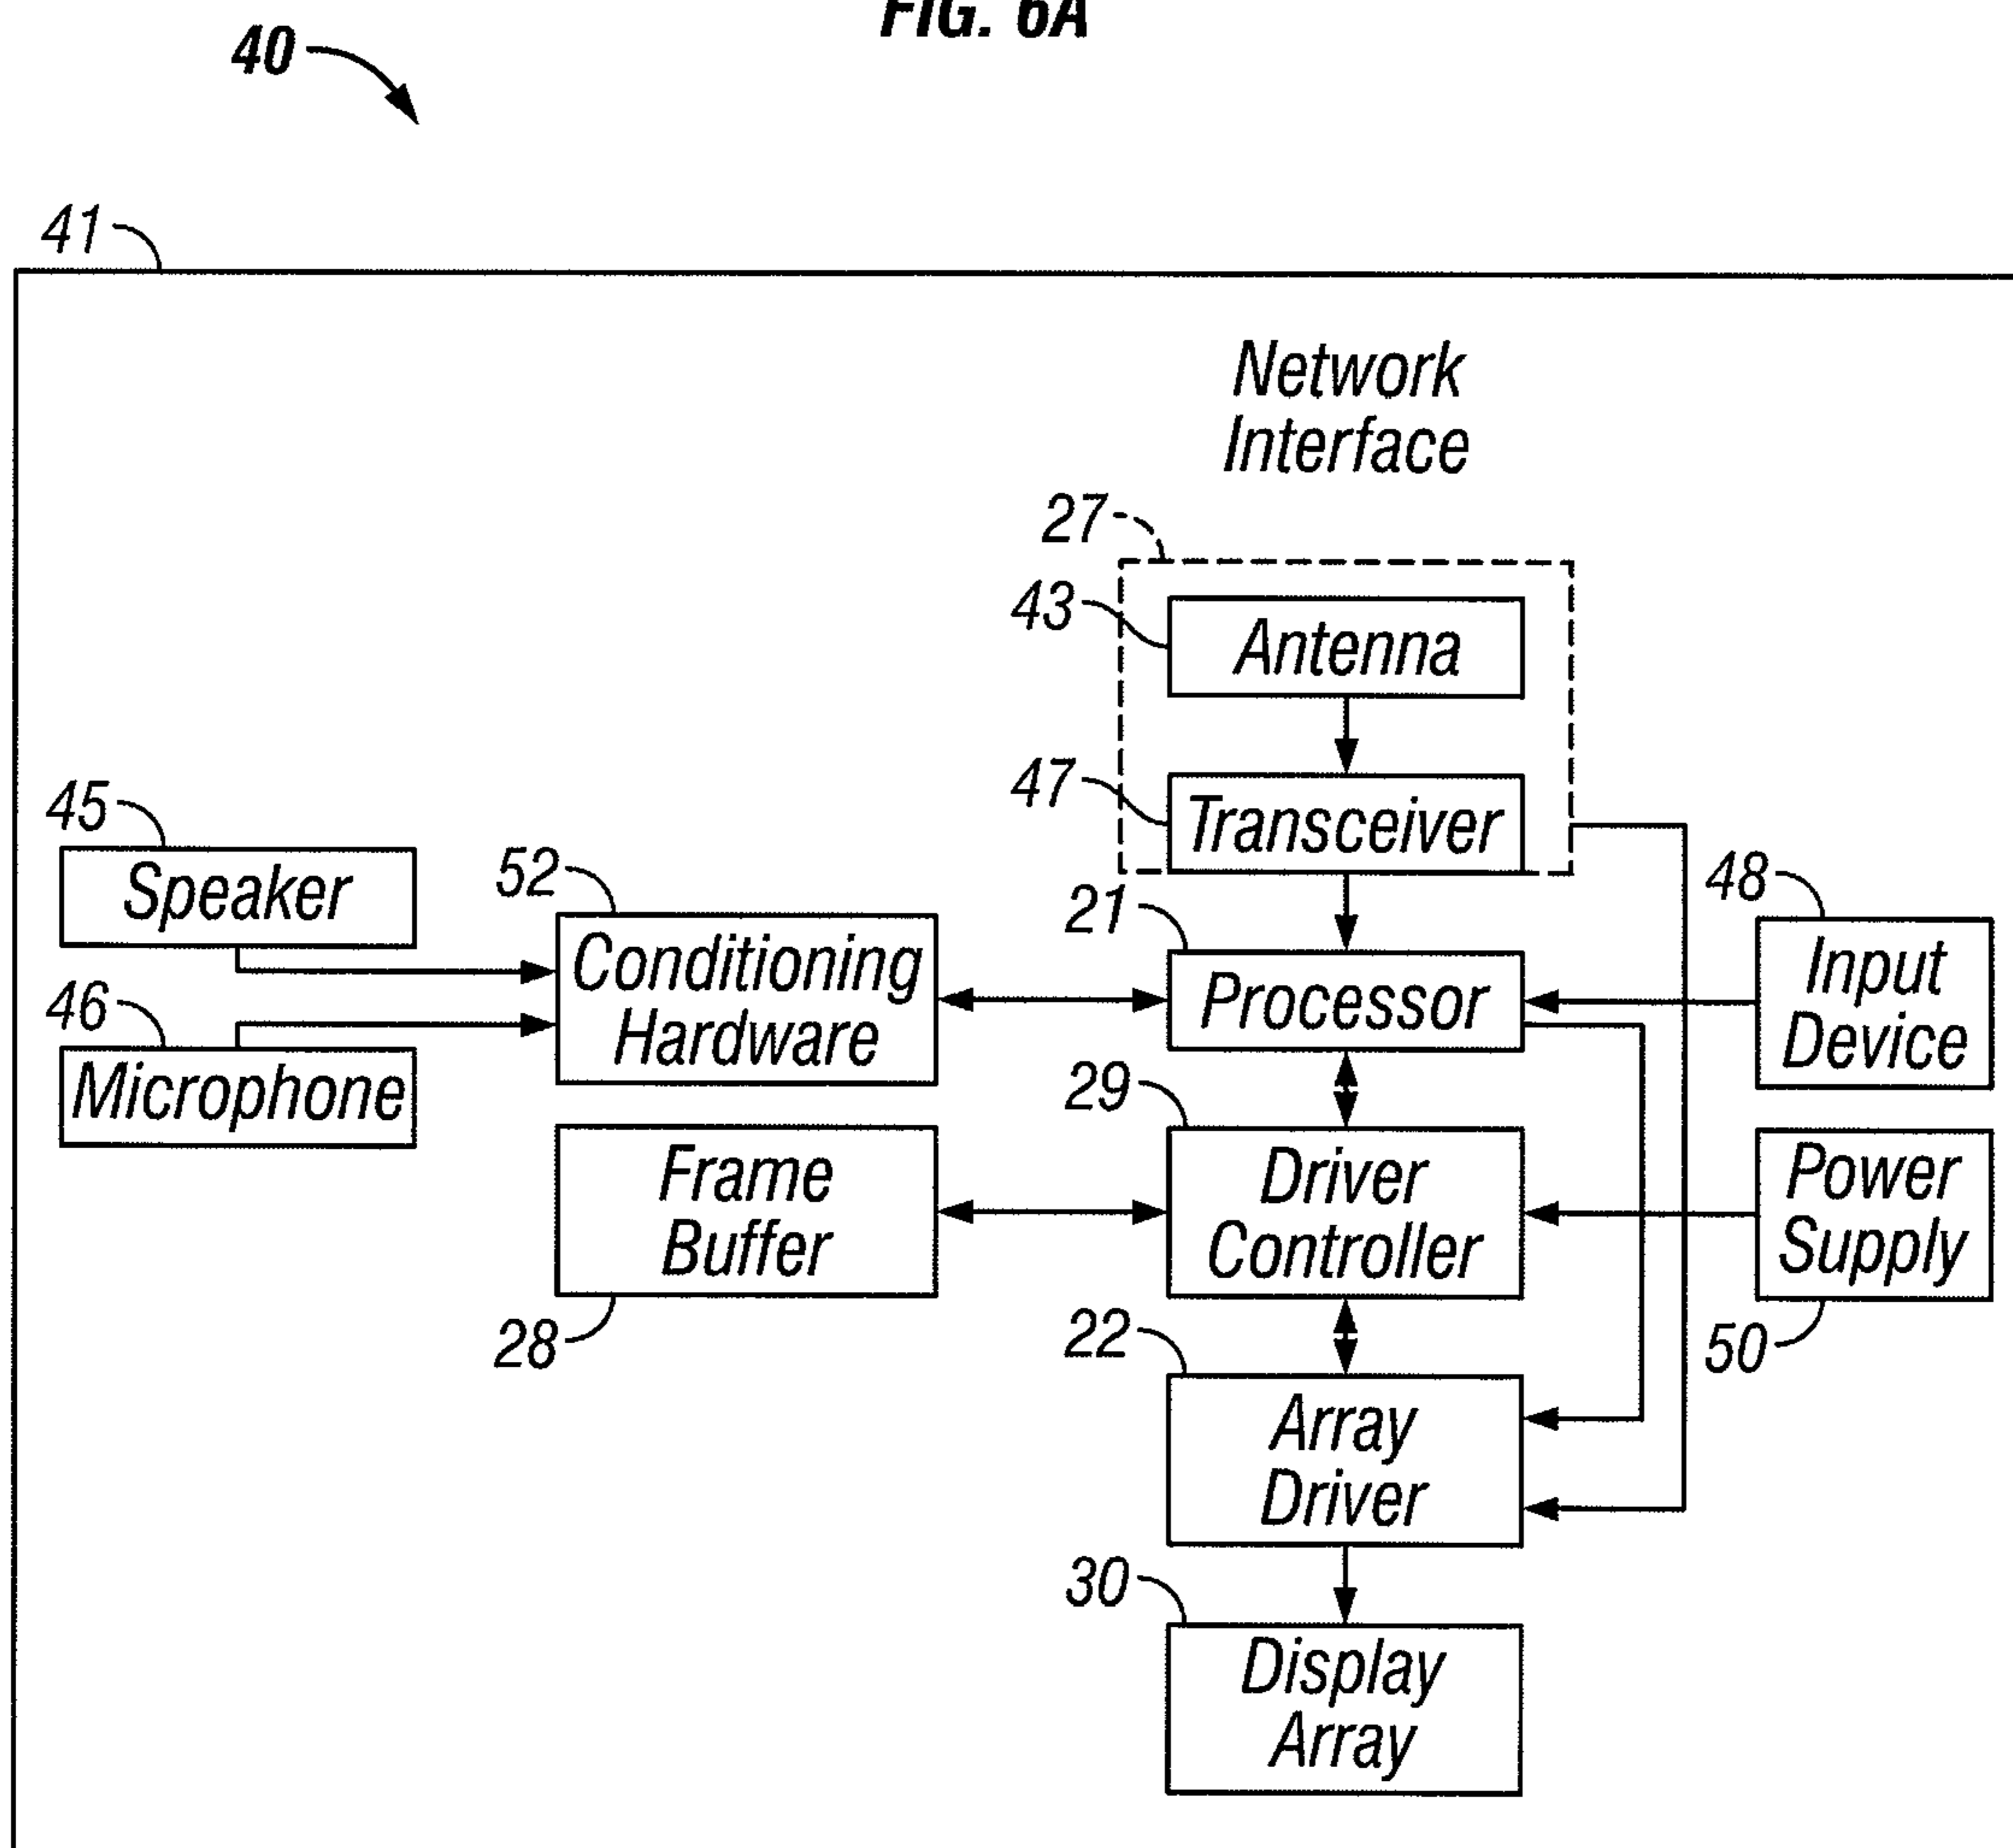 FIG. 6A
40
41
Network
Interface
27
43
Antenna
47
Transceiver
45
Speaker
52
Conditioning
Hardware
21
Processor
48
Input
Device
46
Microphone
29
Driver
Controller
Frame
Buffer
28
Power
Supply
50
22
Array
Driver
30
Display
Array